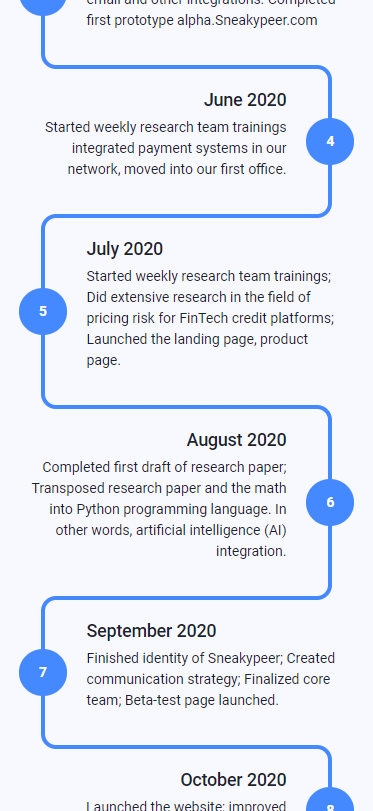 email and other integrations. Completed
first prototype alpha.Sneakypeer.com
June 2020
Started weekly research team trainings
integrated payment systems in our
network, moved into our first office.
4
July 2020
Started weekly research team trainings;
Did extensive research in the field of
pricing risk for FinTech credit platforms;
Launched the landing page, product
page.
5
August 2020
Completed first draft of research paper;
Transposed research paper and the math
into Python programming language. In
other words, artificial intelligence (AI)
integration.
6
September 2020
Finished identity of Sneakypeer; Created
communication strategy; Finalized core
team; Beta-test page launched.
7
October 2020
Launched the website; improved
8